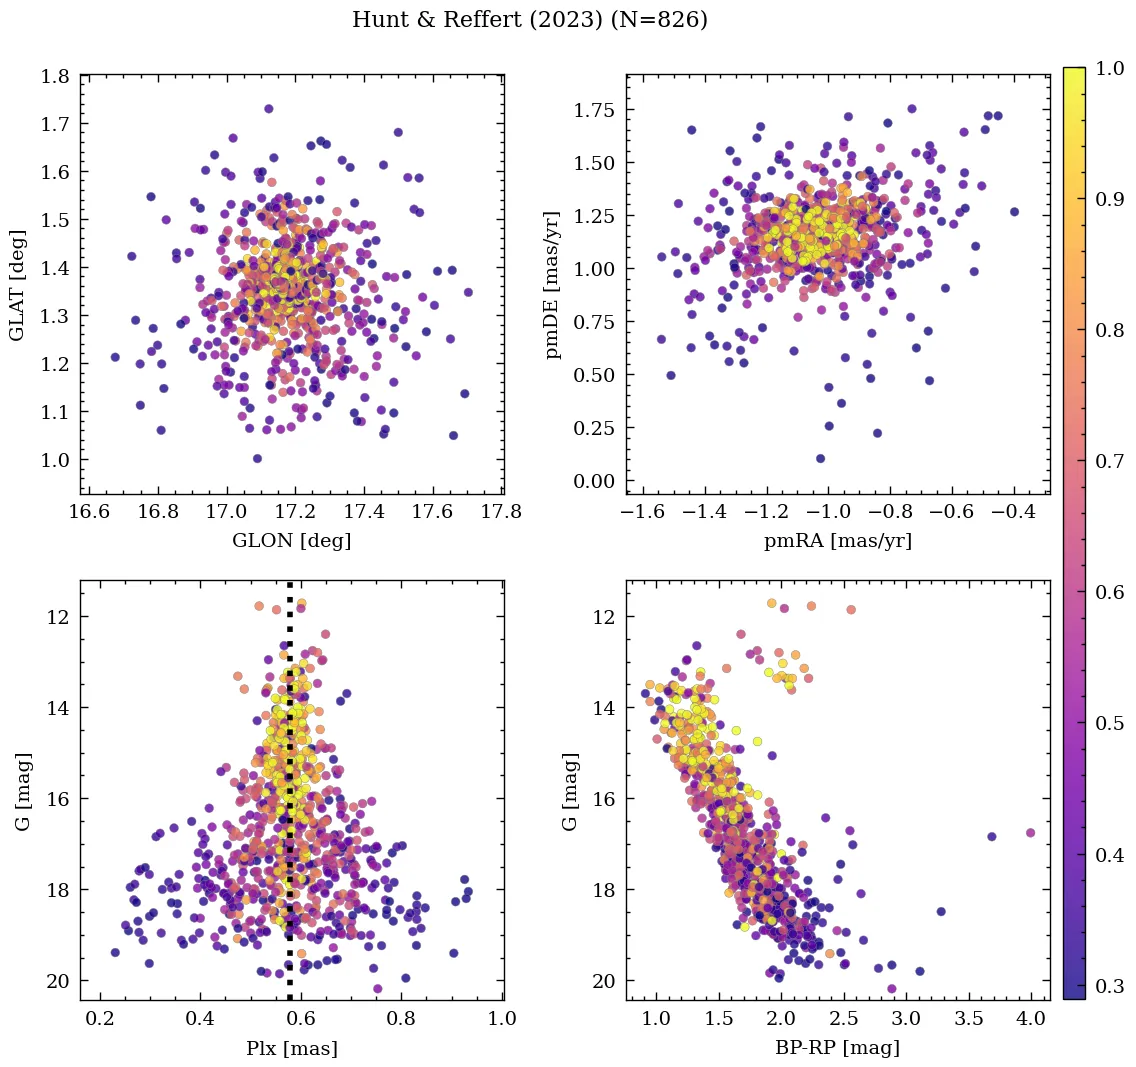 Hunt & Reffert (2023) (N=826)
1.8
1.7
1.6
1.5
1.4
1.3
1.2
1.1
1.0
GLAT [deg]
16.6 16.8 17.0 17.2 17.4 17.6 17.8
GLON [deg]
1.75
1.50
1.25
1.00
0.75
0.50
0.25
0.00
pmDE [mas/yr]
−1.6 −1.4 −1.2 −1.0 −0.8 −0.6 −0.4
pmRA [mas/yr]
1.0
0.9
0.8
0.7
0.6
0.5
0.4
0.3
12
14
16
18
20
G [mag]
0.2 0.4 0.6 0.8 1.0
Plx [mas]
12
14
16
18
20
G [mag]
1.0 1.5 2.0 2.5 3.0 3.5 4.0
BP-RP [mag]